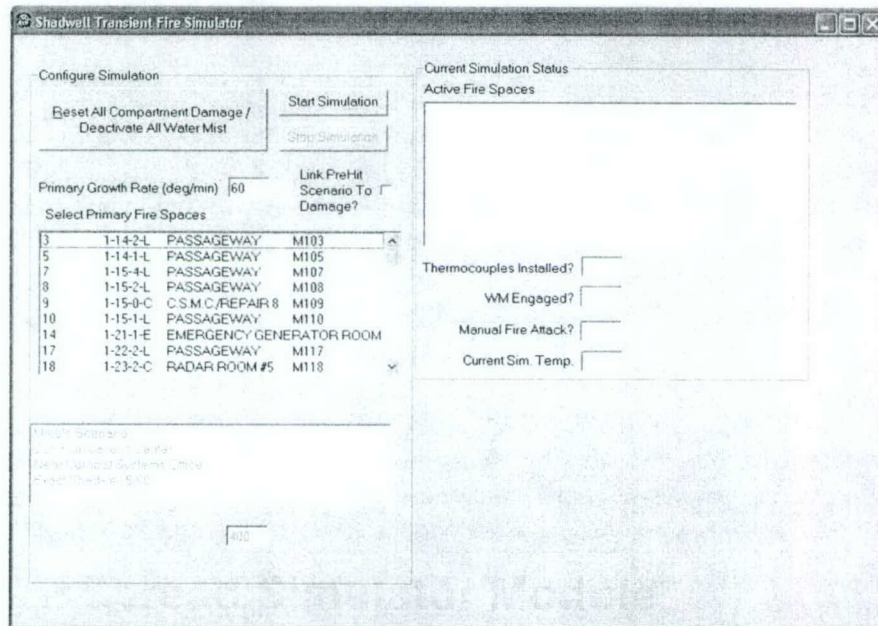 Shadwell Transient Fire Simulator
Configure Simulation
Reset All Compartment Damage /
Deactivate All Water Mist
Start Simulation
Stop Simulation
Primary Growth Rate (deg/min) 60
Link PreHit
Scenario To
Damage?
Select Primary Fire Spaces
3 1-14-2-L PASSAGEWAY M103
5 1-14-1-L PASSAGEWAY M105
7 1-15-4-L PASSAGEWAY M107
8 1-15-2-L PASSAGEWAY M108
9 1-15-0-C C.S.M.C/REPAIR 8 M109
10 1-15-1-L PASSAGEWAY M110
14 1-21-1-E EMERGENCY GENERATOR ROOM
17 1-22-2-L PASSAGEWAY M117
18 1-23-2-C RADAR ROOM #5 M118
Scenario
400
Current Simulation Status
Active Fire Spaces
Thermocouples Installed?
WM Engaged?
Manual Fire Attack?
Current Sim. Temp.